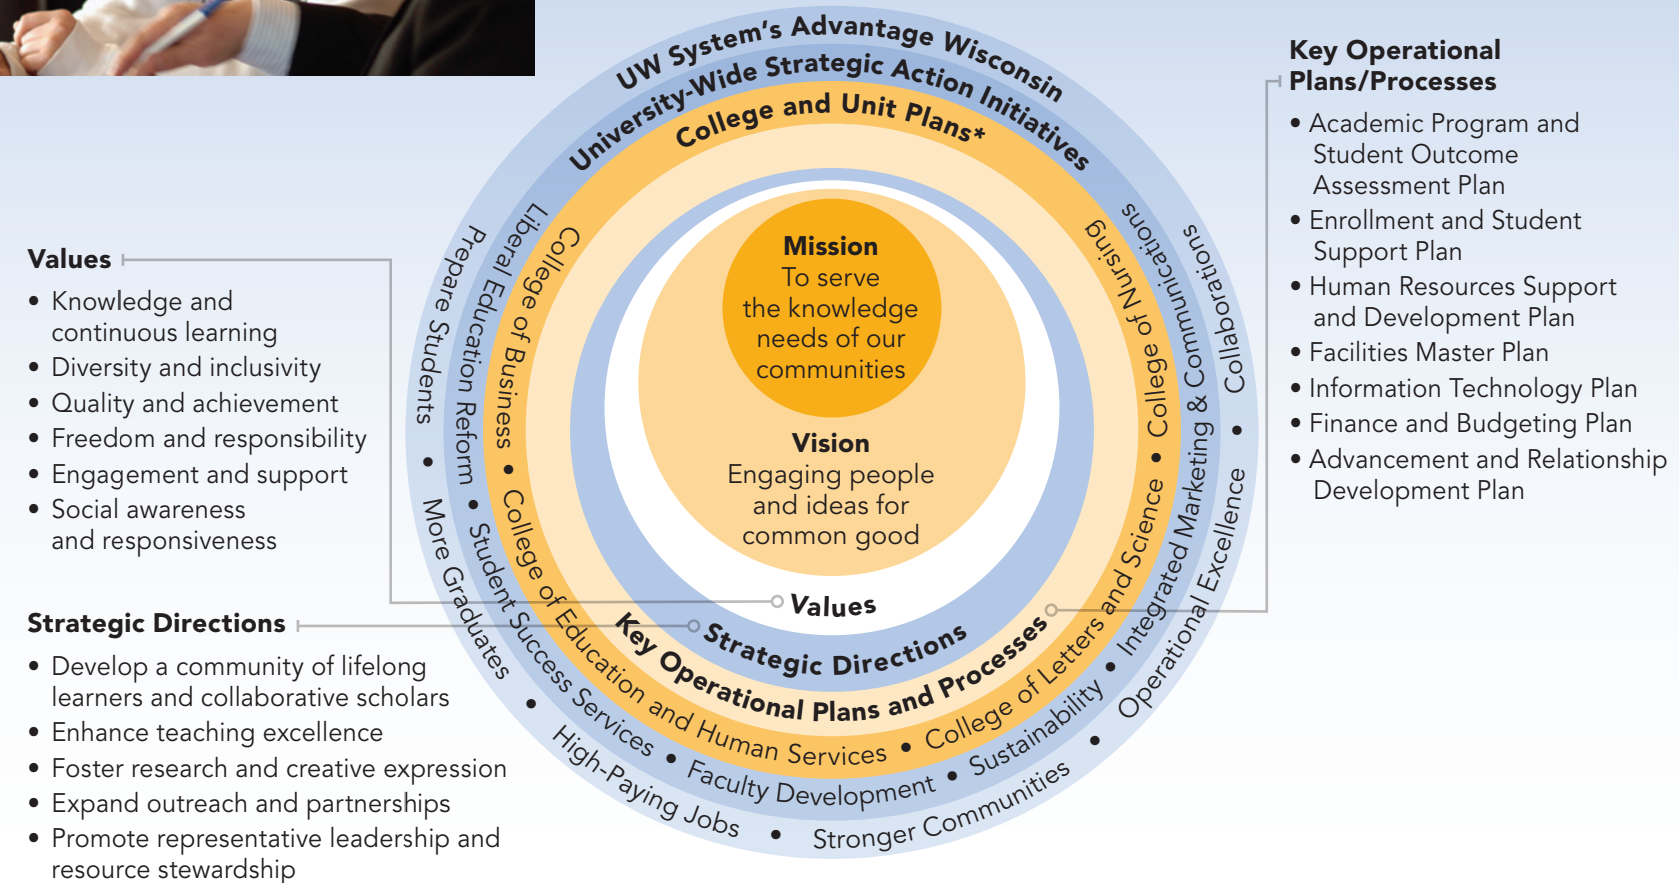 UW System's Advantage Wisconsin
University-Wide Strategic Action Initiatives
College and Unit Plans*
Prepare Students • More Graduates • High-Paying Jobs • Stronger Communities • Operational Excellence • Collaborations
Liberal Education Reform • Student Success Services • Faculty Development • Sustainability • Integrated Marketing & Communications
College of Business • College of Education and Human Services • College of Letters and Science • College of Nursing
Mission
To serve
the knowledge
needs of our
communities
Vision
Engaging people
and ideas for
common good
Values
Strategic Directions
Key Operational Plans and Processes
Values
• Knowledge and
continuous learning
• Diversity and inclusivity
• Quality and achievement
• Freedom and responsibility
• Engagement and support
• Social awareness
and responsiveness
Strategic Directions
• Develop a community of lifelong
learners and collaborative scholars
• Enhance teaching excellence
• Foster research and creative expression
• Expand outreach and partnerships
• Promote representative leadership and
resource stewardship
Key Operational
Plans/Processes
• Academic Program and
Student Outcome
Assessment Plan
• Enrollment and Student
Support Plan
• Human Resources Support
and Development Plan
• Facilities Master Plan
• Information Technology Plan
• Finance and Budgeting Plan
• Advancement and Relationship
Development Plan